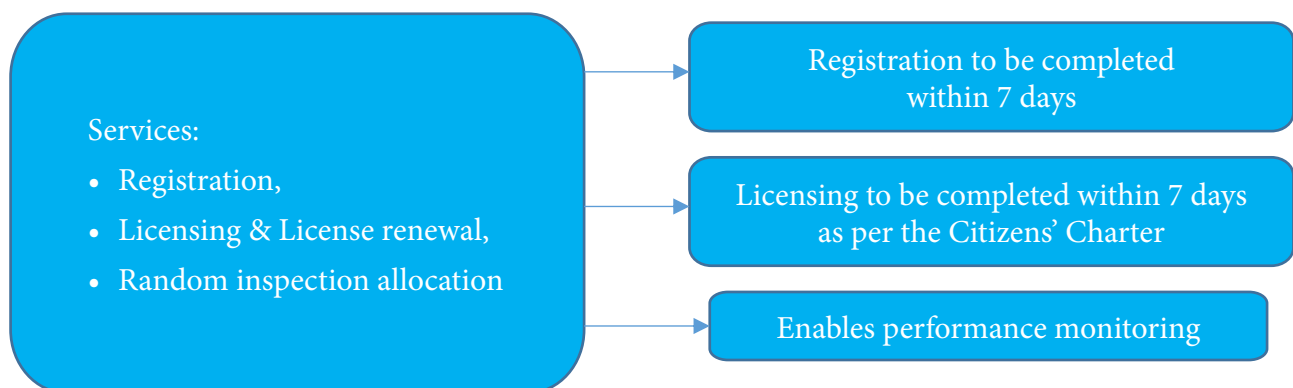 Services:
• Registration,
• Licensing & License renewal,
• Random inspection allocation
Registration to be completed
within 7 days
Licensing to be completed within 7 days
as per the Citizens’ Charter
Enables performance monitoring